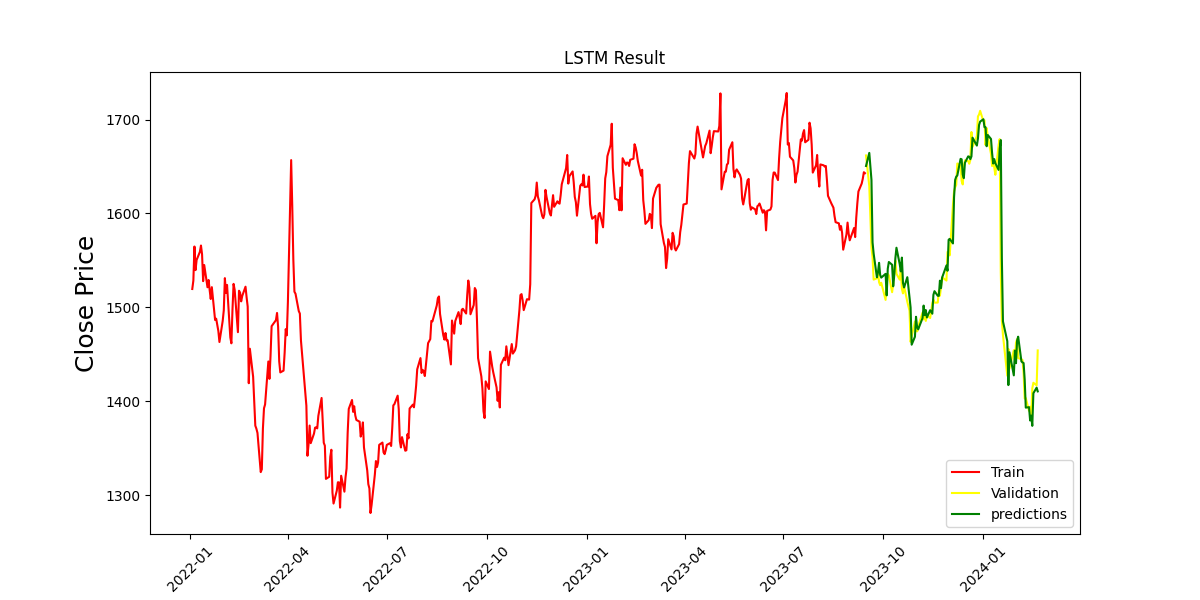 LSTM Result
Close Price
1700
1600
1500
1400
1300
2022-01
2022-04
2022-07
2022-10
2023-01
2023-04
2023-07
2023-10
2024-01
Train
Validation
predictions